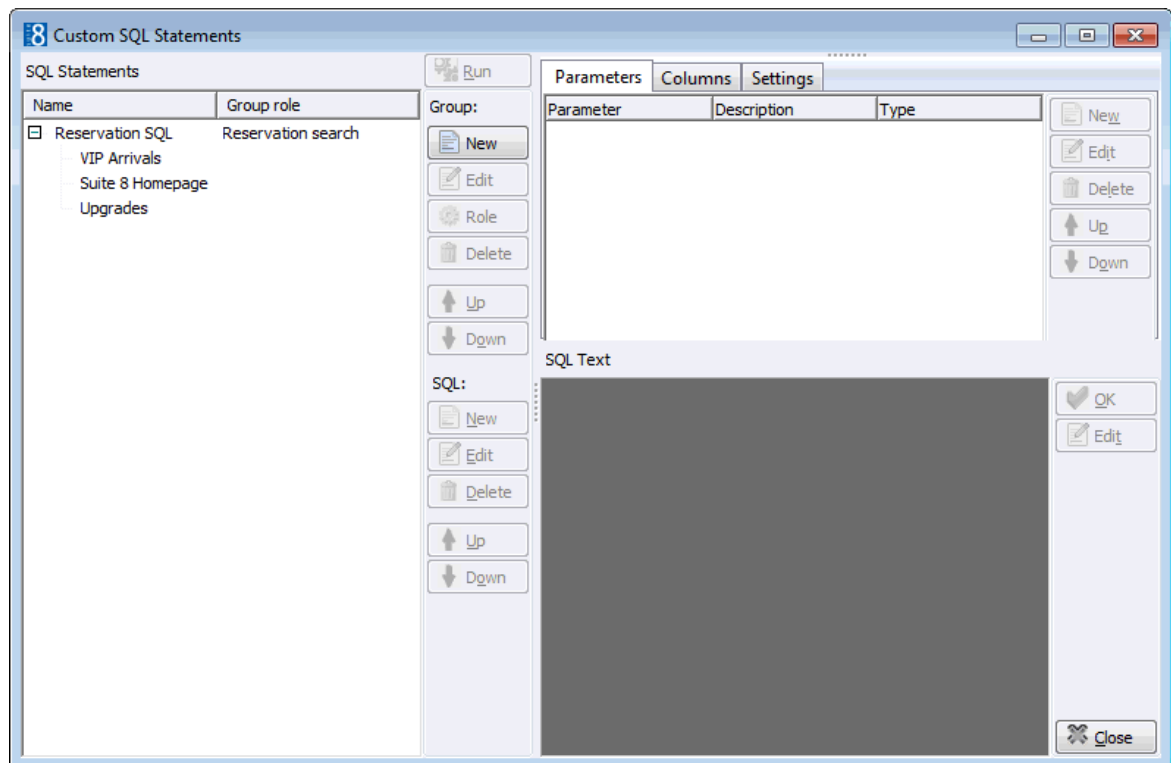 8 Custom SQL Statements
SQL Statements
Name Group role
Reservation SQL Reservation search
VIP Arrivals
Suite 8 Homepage
Upgrades
Run
Group:
New
Edit
Role
Delete
Up
Down
SQL:
New
Edit
Delete
Up
Down
Parameters Columns Settings
Parameter Description Type
New
Edit
Delete
Up
Down
SQL Text
OK
Edit
Close